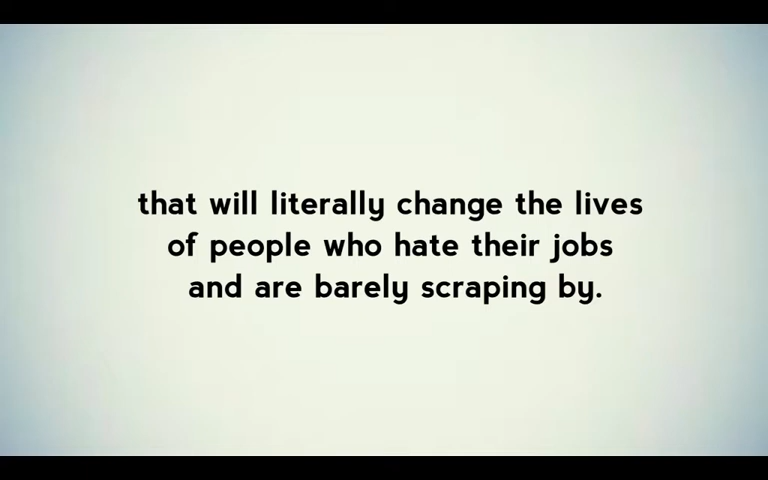 that will literally change the lives
of people who hate their jobs
and are barely scraping by.